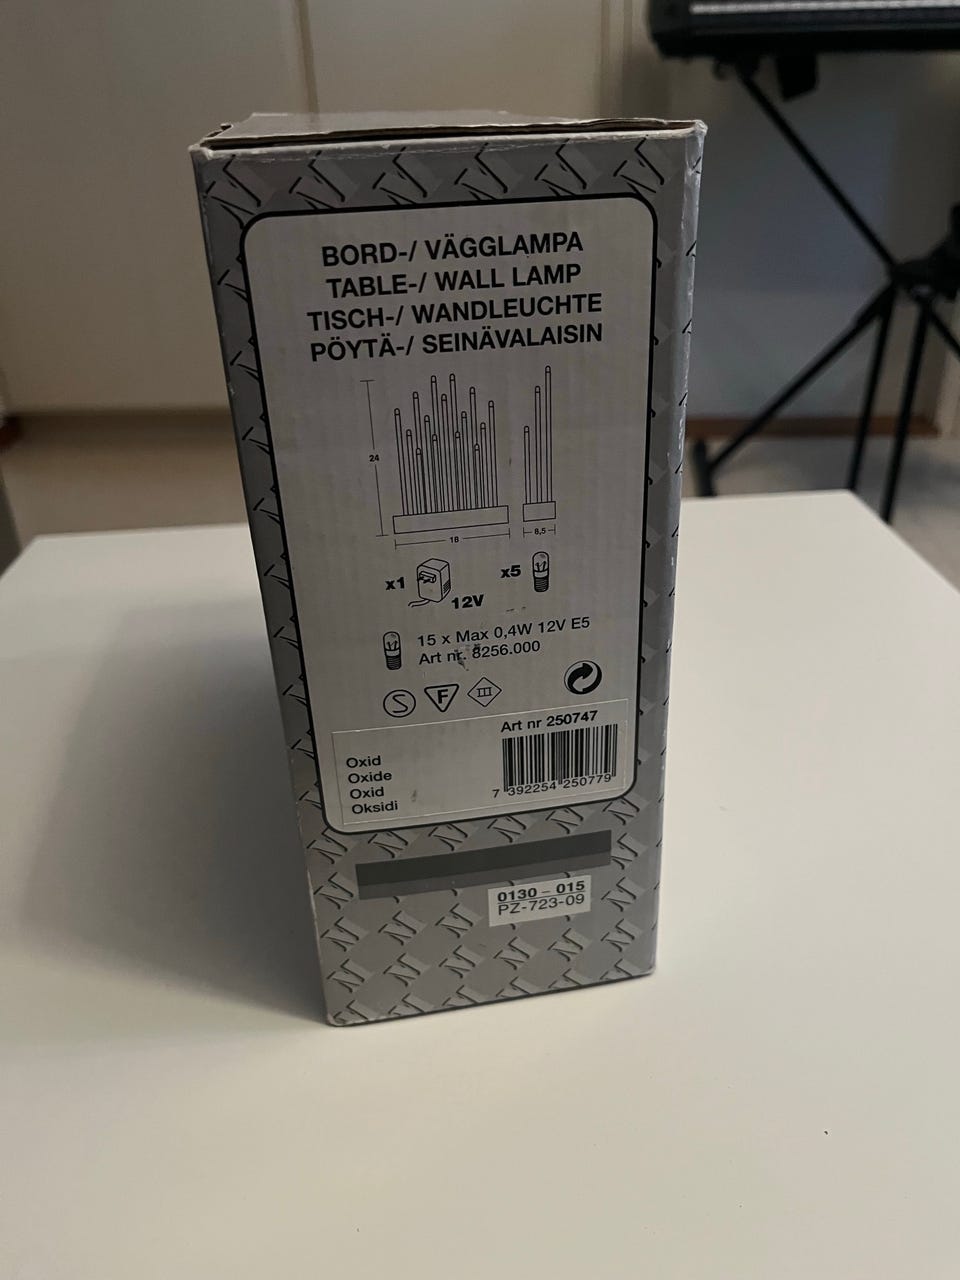 BORD-/ VÄGGLAMPA
TABLE-/ WALL LAMP
TISCH-/ WANDLEUCHTE
PÖYTÄ-/ SEINÄVALAISIN
24
18
8,5
x1
12V
x5
15 x Max 0,4W 12V E5
Art nr. 8256.000
S
F
III
Art nr 250747
Oxid
Oxide
Oxid
Oksidi
7 392254 250779
0130 – 015
PZ-723-09